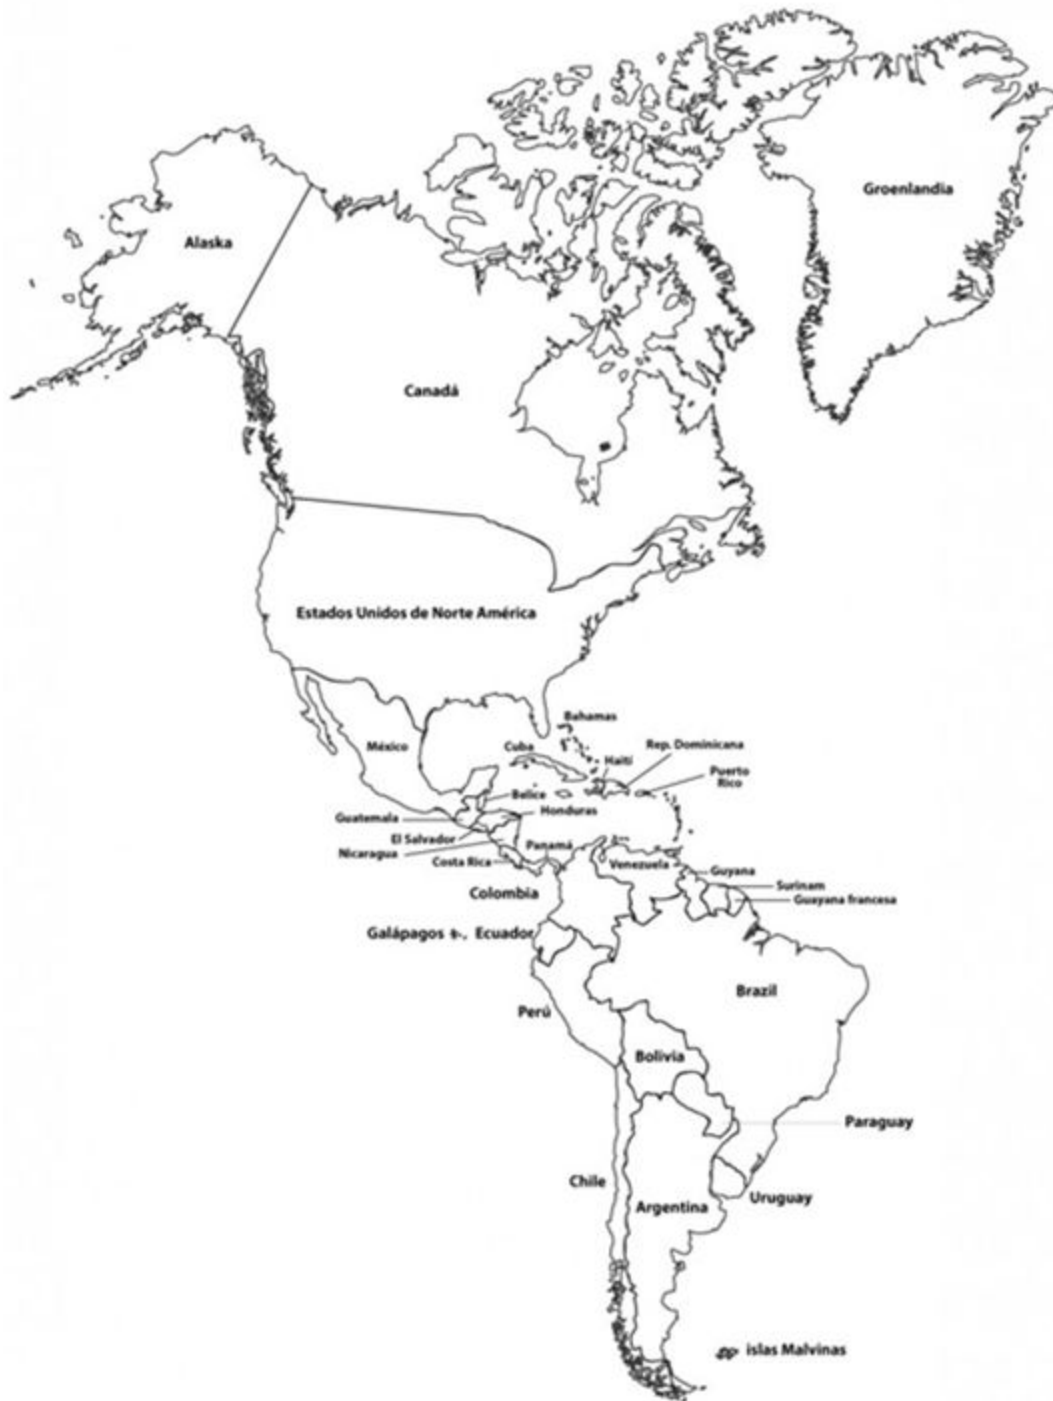 Groenlandia
Alaska
Canadá
Estados Unidos de Norte América
Bahamas
México
Cuba
Rep. Dominicana
Haití
Puerto
Rico
Belice
Honduras
Guatemala
El Salvador
Nicaragua
Panamá
Costa Rica
Venezuela
Guyana
Surinam
Colombia
Guayana francesa
Galápagos
Ecuador
Brazil
Perú
Bolivia
Paraguay
Chile
Uruguay
Argentina
islas Malvinas